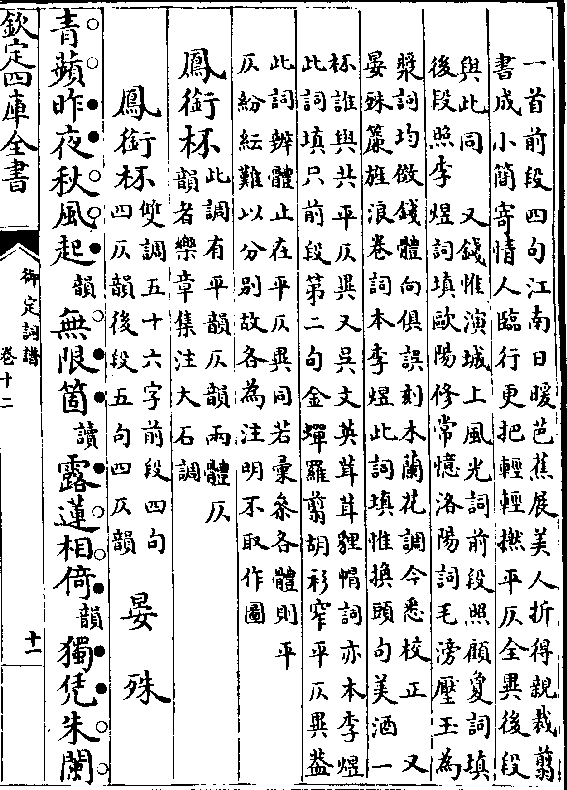 一首前段四句江南日暖芭蕉展美人折得親裁翦
書成小簡寄情人臨行更把輕輕撚平仄全異後段
與此同　又錢惟演城上風光詞前段照顧敻詞填
後段照李煜詞填歐陽修常憶洛陽詞毛滂壓玉為
漿詞均倣錢體向俱誤刻木蘭花調今悉校正　又
晏殊簾旌浪卷詞本李煜此詞填惟換頭句美酒一
杯誰與共平仄異又吳文英茸茸貍帽詞亦本李煜
此詞填只前段第二句金蟬羅翦胡衫窄平仄異葢
此詞辨體止在平仄異同若彚叅各體則平
仄紛紜難以分别故各為注明不取作圖
鳳銜杯　此調有平韻仄韻兩體仄
韻者樂章集注大石調
鳳銜杯　雙調五十六字前段四句
四仄韻後段五句四仄韻　晏殊
青蘋昨夜秋風起韻無限箇讀露蓮相倚韻獨凭朱闌
欽定四庫全書
御定詞譜
卷十二
十一